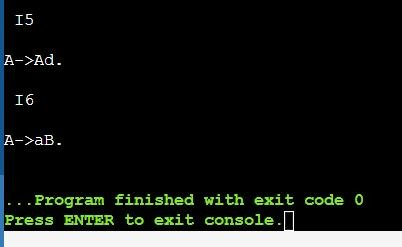 I5
A->Ad.
I6
A->aB.
...Program finished with exit code 0
Press ENTER to exit console.